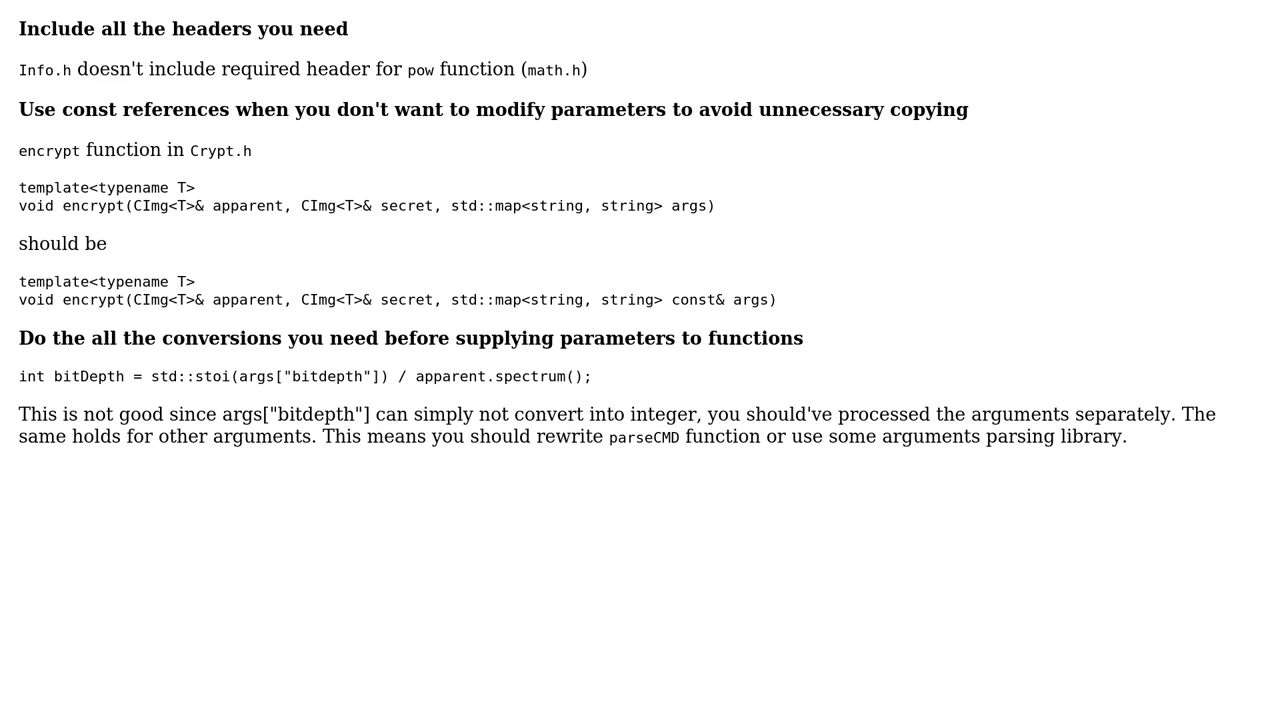 Include all the headers you need
Info.h doesn't include required header for pow function (math.h)
Use const references when you don't want to modify parameters to avoid unnecessary copying
encrypt function in Crypt.h
template<typename T>
void encrypt(CImg<T>& apparent, CImg<T>& secret, std::map<string, string> args)
should be
template<typename T>
void encrypt(CImg<T>& apparent, CImg<T>& secret, std::map<string, string> const& args)
Do the all the conversions you need before supplying parameters to functions
int bitDepth = std::stoi(args["bitdepth"]) / apparent.spectrum();
This is not good since args["bitdepth"] can simply not convert into integer, you should've processed the arguments separately. The
same holds for other arguments. This means you should rewrite parseCMD function or use some arguments parsing library.